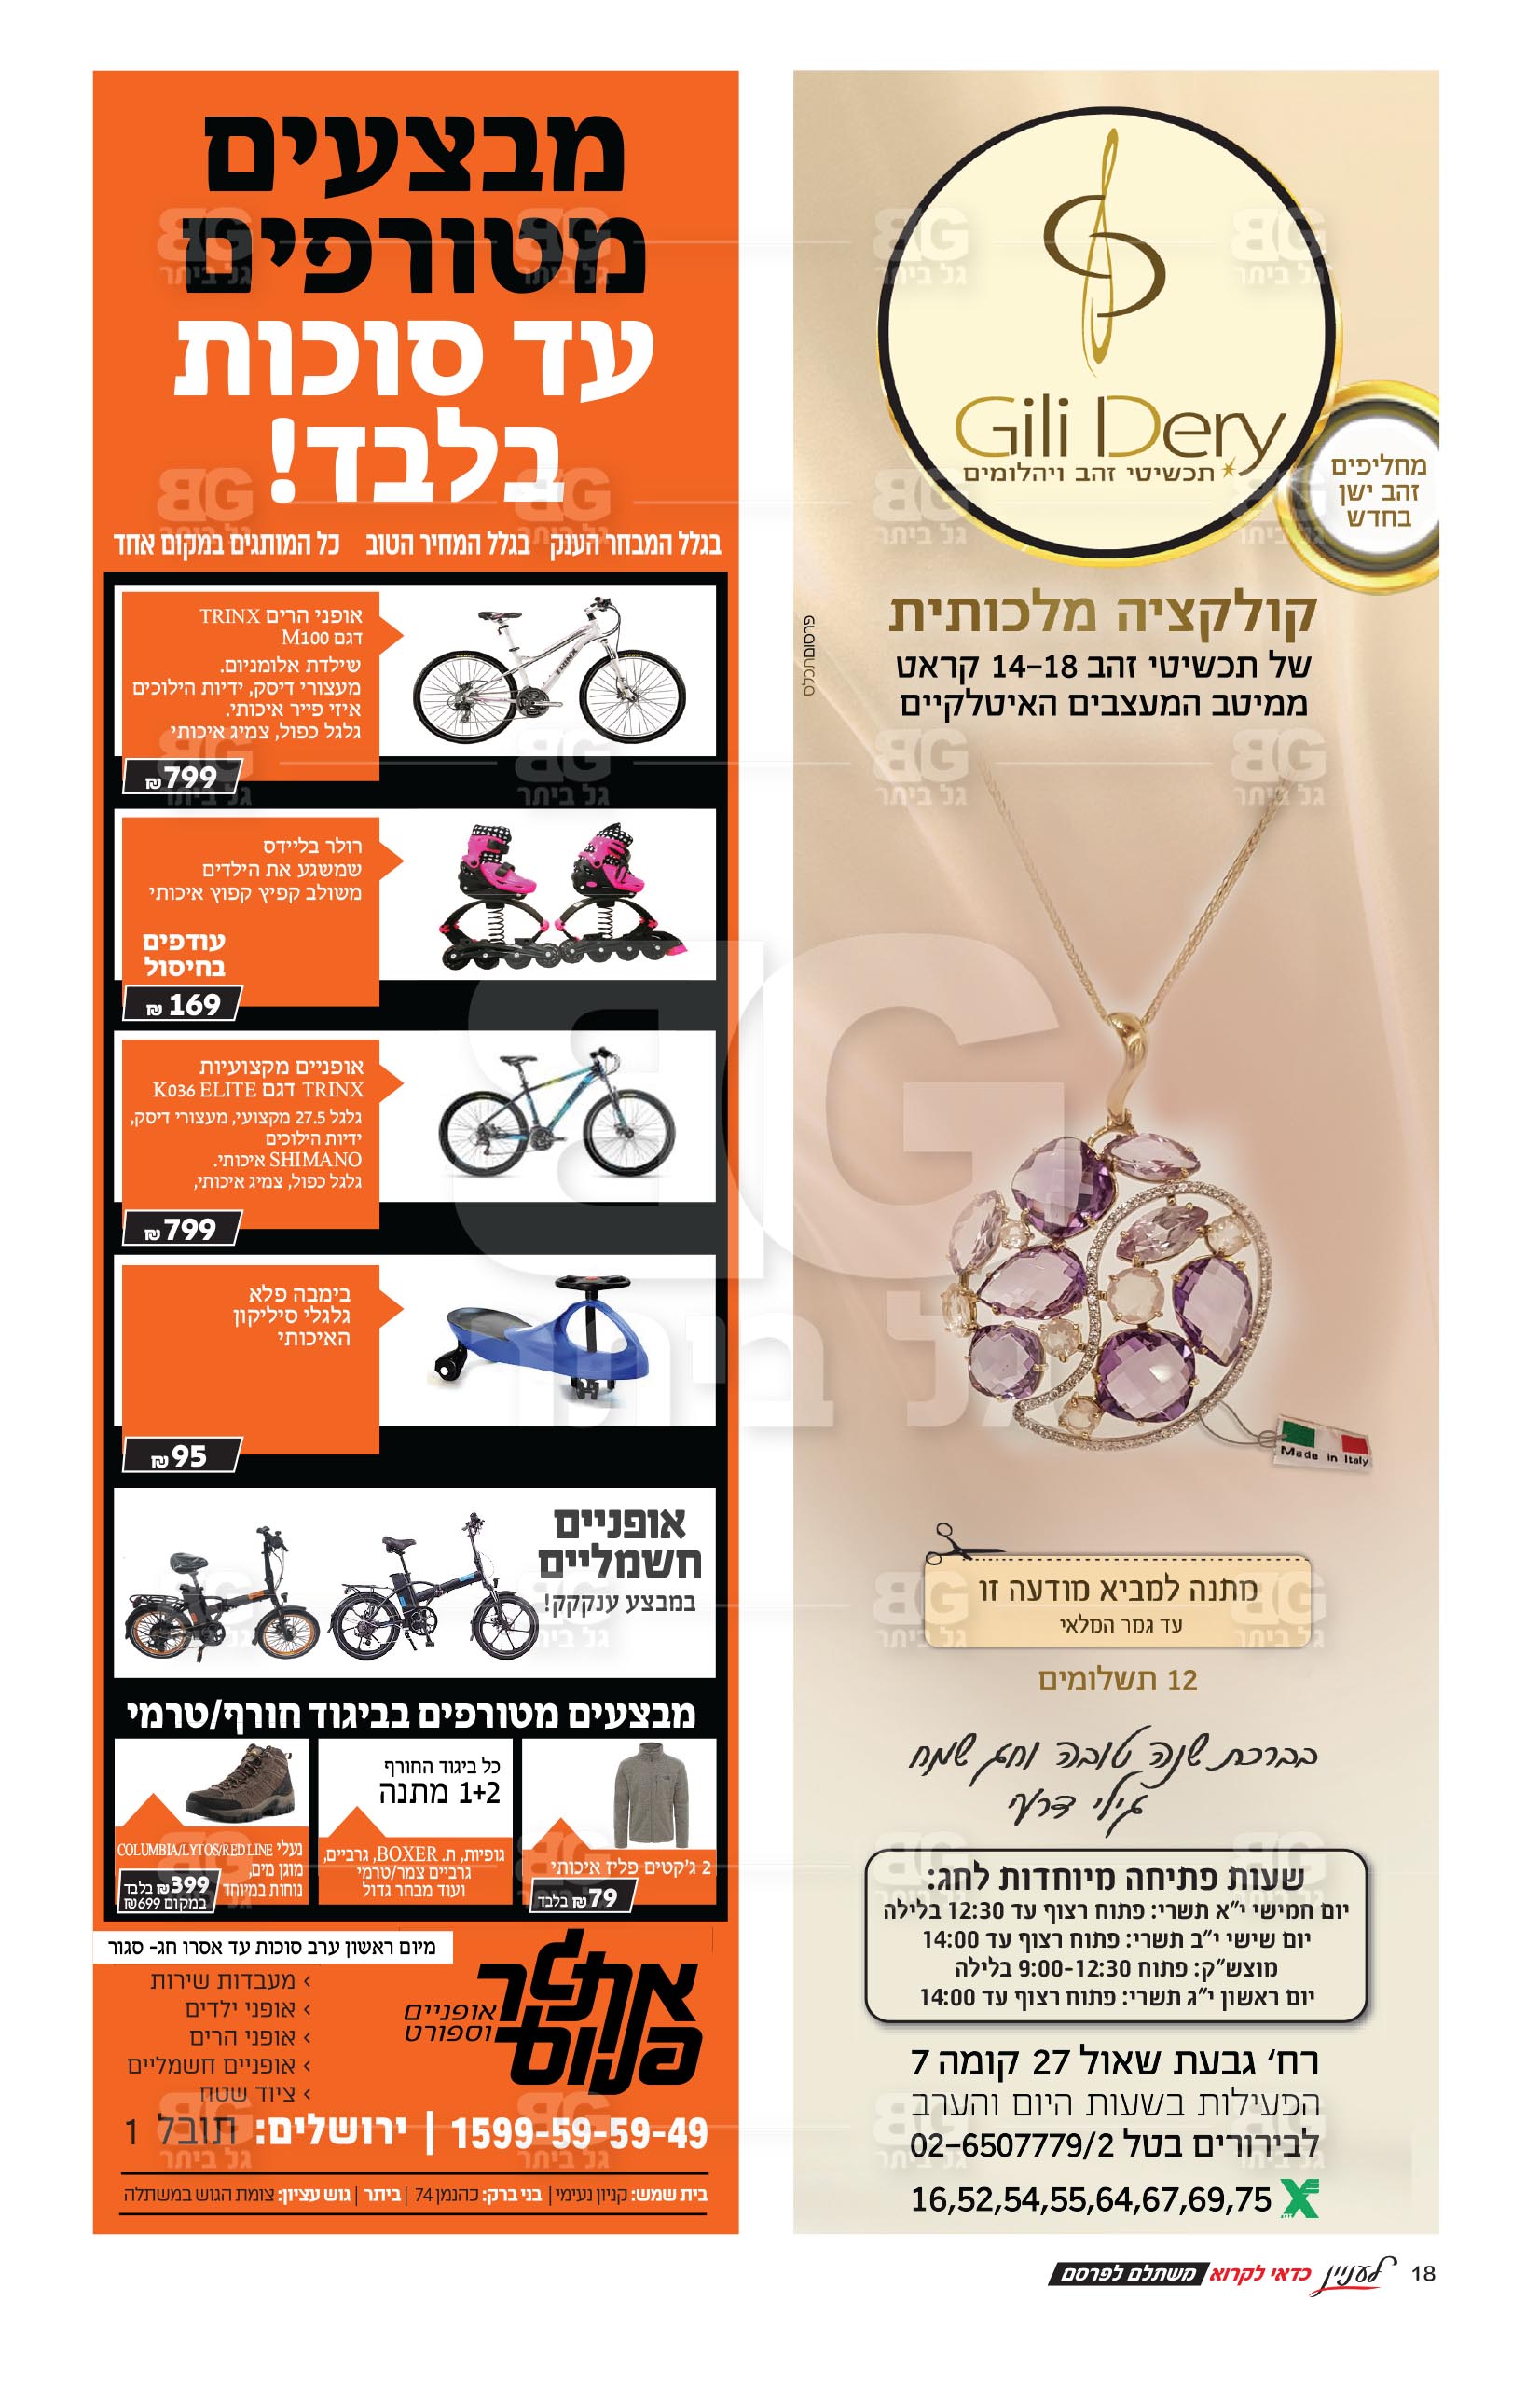 Gili Dery
תכשיטי זהב ויהלומים
מחליפים
זהב ישן
בחדש
קולקציה מלכותית
של תכשיטי זהב 14-18 קראט
ממיטב המעצבים האיטלקיים
פרסום תכלס
Made in Italy
מתנה למביא מודעה זו
עד גמר המלאי
12 תשלומים
בברכת שנה טובה וחג שמח
גילי דרעי
שעות פתיחה מיוחדות לחג:
יום חמישי י"א תשרי: פתוח רצוף עד 12:30 בלילה
יום שישי י"ב תשרי: פתוח רצוף עד 14:00
מוצש"ק: פתוח 9:00-12:30 בלילה
יום ראשון י"ג תשרי: פתוח רצוף עד 14:00
רח' גבעת שאול 27 קומה 7
הפעילות בשעות היום והערב
לבירורים בטל 02-6507779/2
16,52,54,55,64,67,69,75
מבצעים
מטורפים
עד סוכות
בלבד!
בגלל המבחר הענק בגלל המחיר הטוב כל המותגים במקום אחד
אופני הרים TRINX
דגם M100
שילדת אלומניום.
מעצורי דיסק, ידיות הילוכים
איזי פייר איכותי.
גלגל כפול, צמיג איכותי
799 ₪
רולר בליידס
שמשגע את הילדים
משולב קפיץ קפוץ איכותי
עודפים
בחיסול
169 ₪
אופניים מקצועיות
TRINX דגם K036 ELITE
גלגל 27.5 מקצועי, מעצורי דיסק,
ידיות הילוכים
SHIMANO איכותי.
גלגל כפול, צמיג איכותי,
799 ₪
בימבה פלא
גלגלי סיליקון
האיכותי
95 ₪
אופניים
חשמליים
במבצע ענקקק!
מבצעים מטורפים בביגוד חורף/טרמי
2 ג'קטים פליז איכותי
79 ₪ בלבד
כל ביגוד החורף
1+2 מתנה
גופיות, ת. BOXER, גרביים,
גרביים צמר/טרמי
ועוד מבחר גדול
נעלי COLUMBIA/LYTOS/RED LINE
מוגן מים,
נוחות במיוחד
399 ₪ בלבד
במקום 699 ₪
מיום ראשון ערב סוכות עד אסרו חג- סגור
אתגר
פלוס
אופניים
וספורט
› מעבדות שירות
› אופני ילדים
› אופני הרים
› אופניים חשמליים
› ציוד שטח
1599-59-59-49 | ירושלים: תובל 1
בית שמש: קניון נעימי | בני ברק: כהנמן 74 | ביתר | גוש עציון: צומת הגוש במשתלה
18 לעניין כדאי לקרוא משתלם לפרסם
BG
גל ביתר